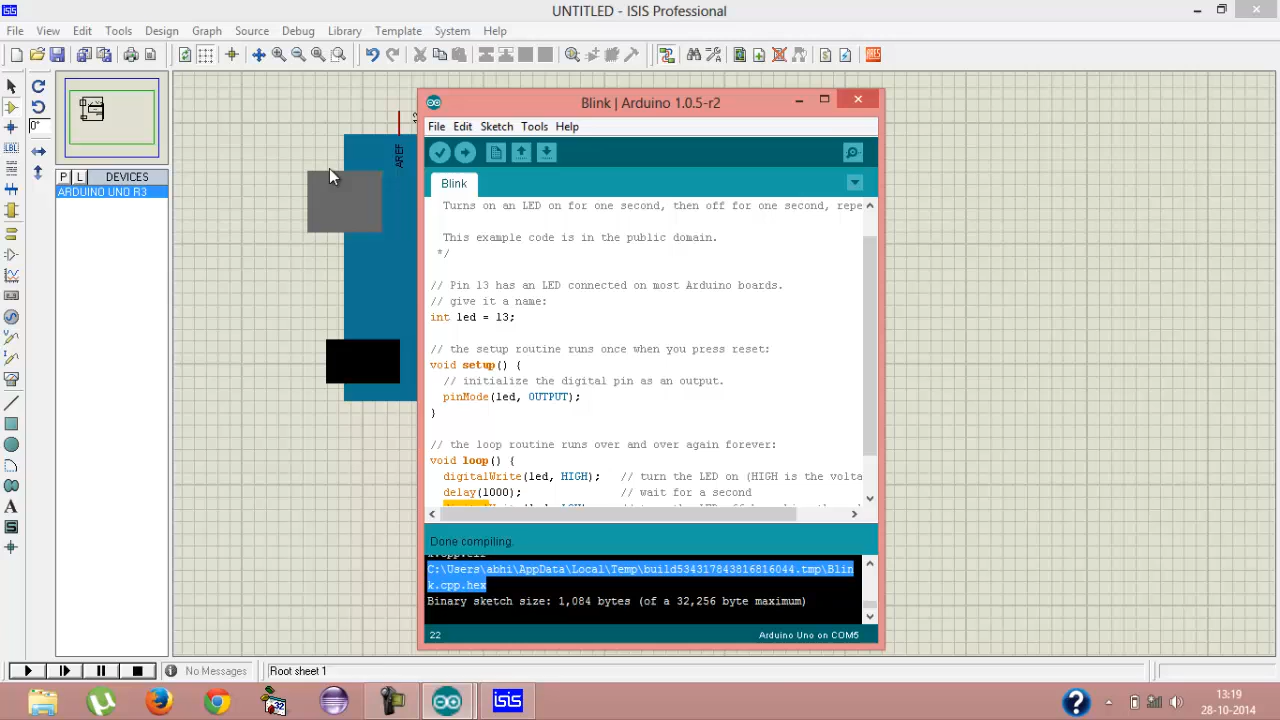 UNTITLED - ISIS Professional
File View Edit Tools Design Graph Source Debug Library Template System Help
ARES
0°
LBL
P L DEVICES
ARDUINO UNO R3
AREF
Blink | Arduino 1.0.5-r2
File Edit Sketch Tools Help
Blink
Turns on an LED on for one second, then off for one second, repe
This example code is in the public domain.
*/
// Pin 13 has an LED connected on most Arduino boards.
// give it a name:
int led = 13;
// the setup routine runs once when you press reset:
void setup() {
// initialize the digital pin as an output.
pinMode(led, OUTPUT);
}
// the loop routine runs over and over again forever:
void loop() {
digitalWrite(led, HIGH);   // turn the LED on (HIGH is the volta
delay(1000);               // wait for a second
Done compiling.
C:\Users\abhi\AppData\Local\Temp\build534317843816816044.tmp\Blin
k.cpp.hex
Binary sketch size: 1,084 bytes (of a 32,256 byte maximum)
22 Arduino Uno on COM5
No Messages Root sheet 1
isis
13:19
28-10-2014